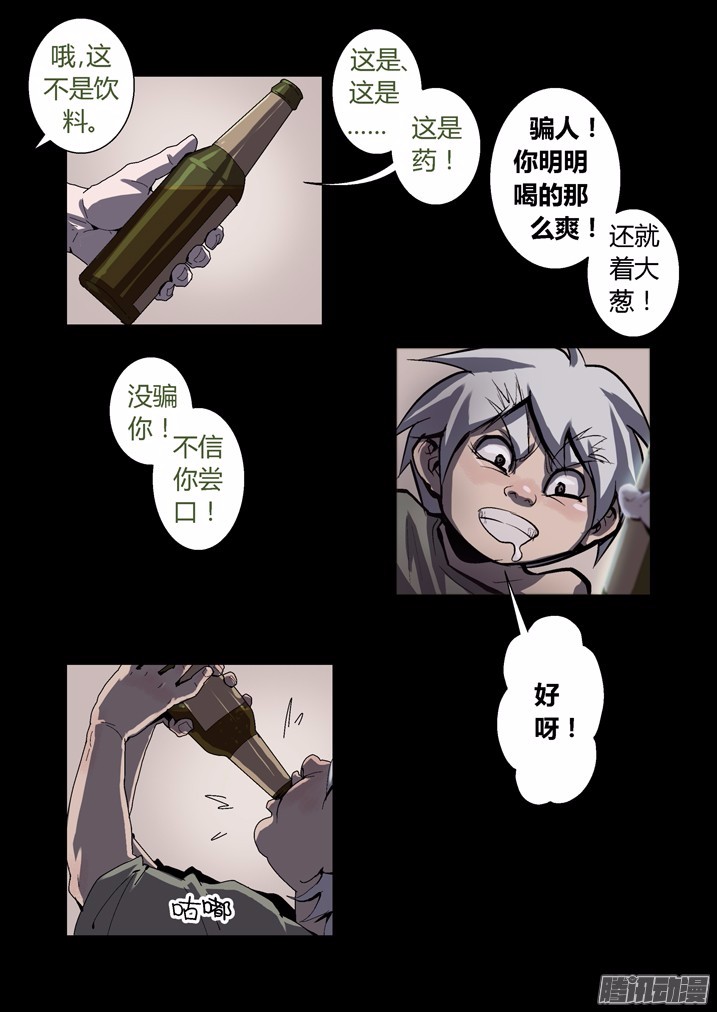 哦,这
不是饮
料。
这是、
这是
……
这是
药！
骗人！
你明明
喝的那
么爽！
还就
着大
葱！
没骗
你！
不信
你尝
口！
好
呀！
咕嘟
腾讯动漫